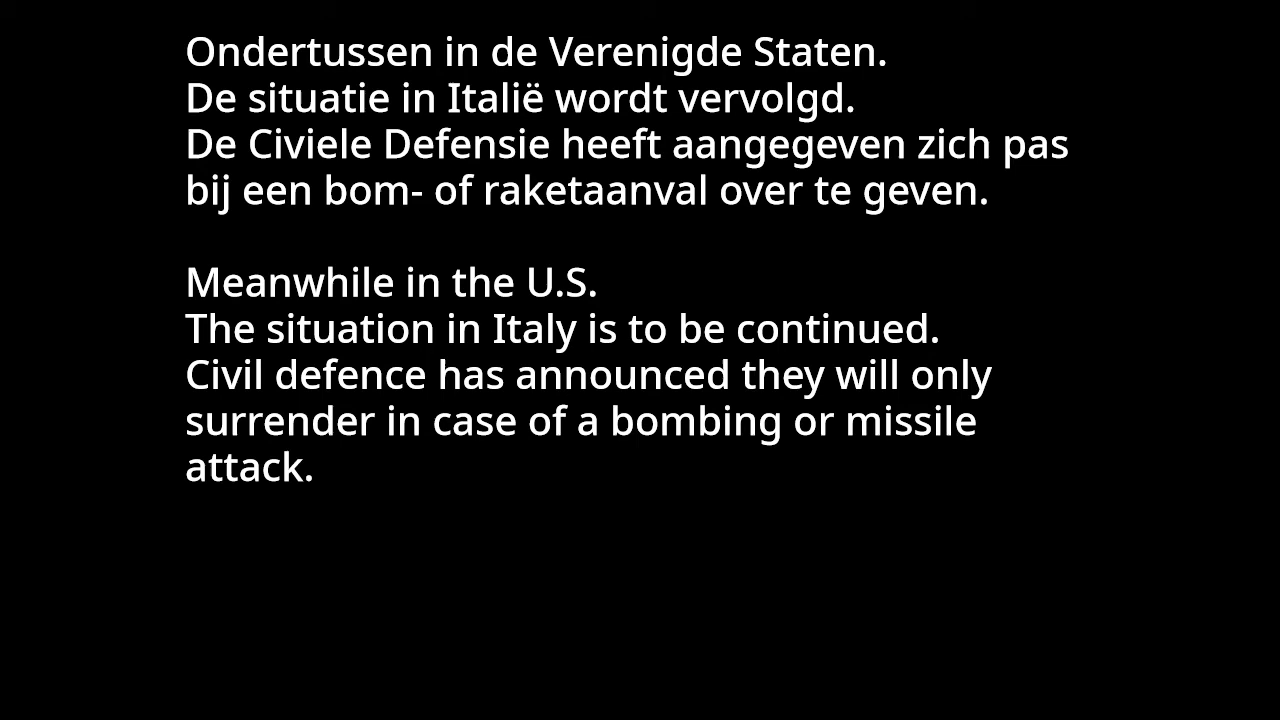 Ondertussen in de Verenigde Staten.
De situatie in Italië wordt vervolgd.
De Civiele Defensie heeft aangegeven zich pas
bij een bom- of raketaanval over te geven.
Meanwhile in the U.S.
The situation in Italy is to be continued.
Civil defence has announced they will only
surrender in case of a bombing or missile
attack.